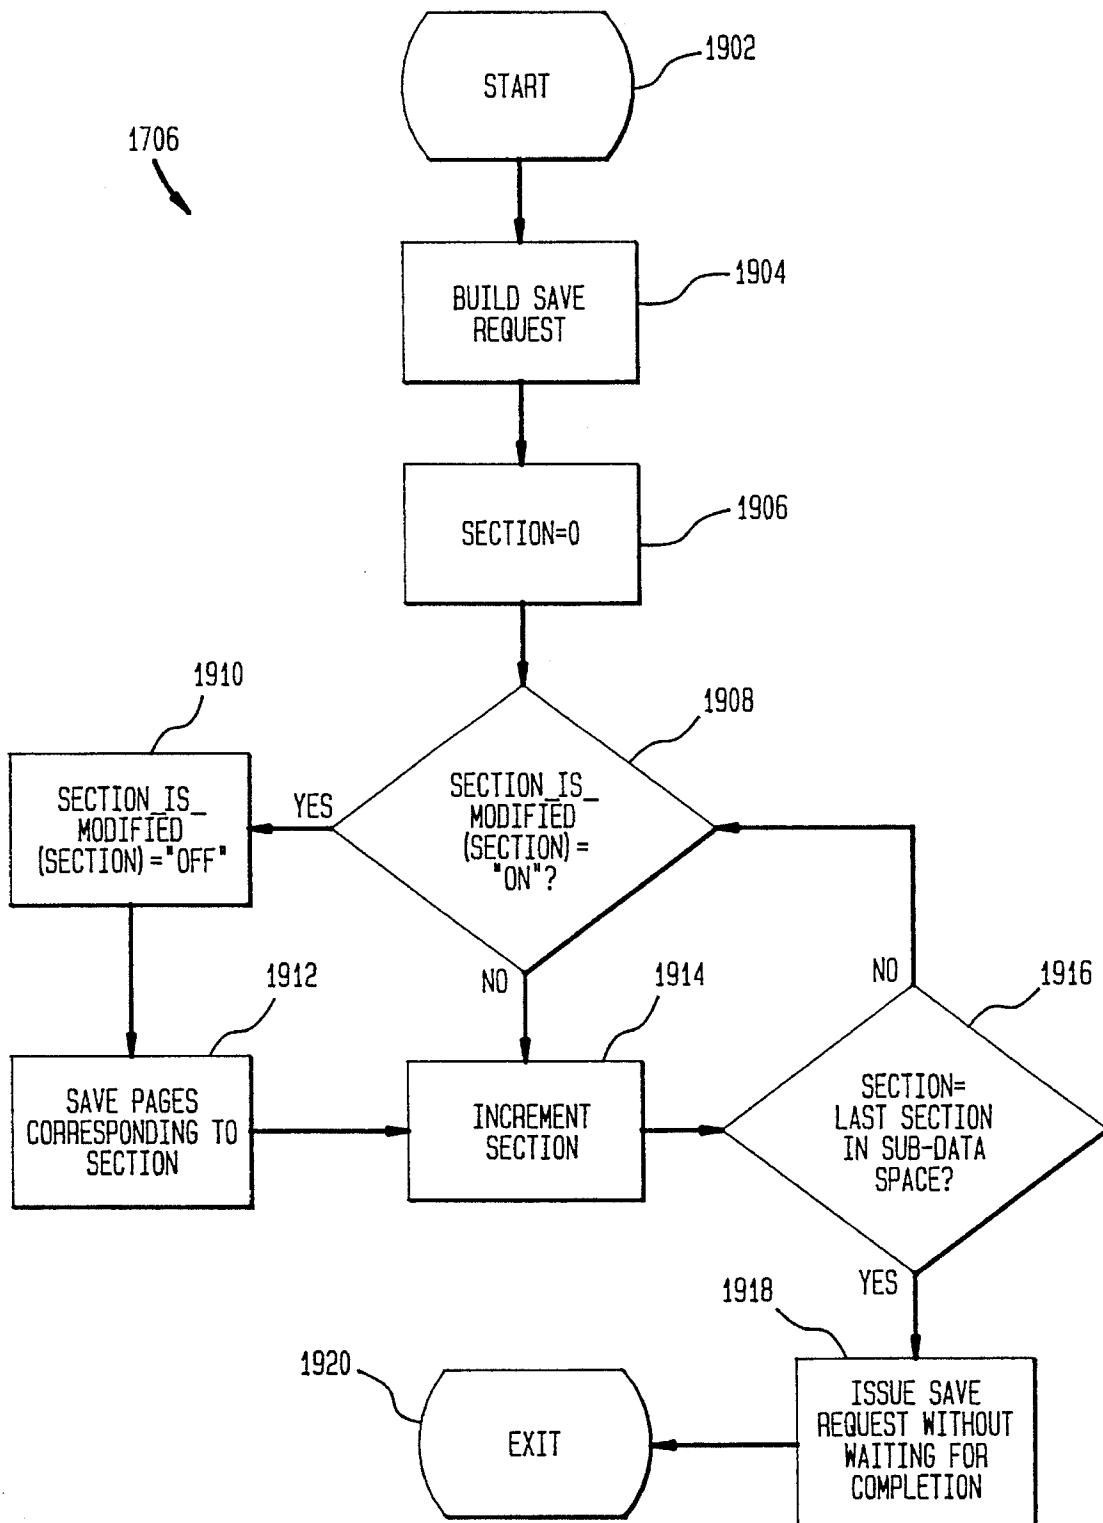 1902
START
1706
1904
BUILD SAVE
REQUEST
1906
SECTION=0
1910
1908
SECTION_IS_
MODIFIED
(SECTION)="OFF"
YES
SECTION_IS_
MODIFIED
(SECTION)=
"ON"?
NO
1912
SAVE PAGES
CORRESPONDING TO
SECTION
1914
INCREMENT
SECTION
NO
1916
SECTION=
LAST SECTION
IN SUB-DATA
SPACE?
YES
1918
ISSUE SAVE
REQUEST WITHOUT
WAITING FOR
COMPLETION
1920
EXIT